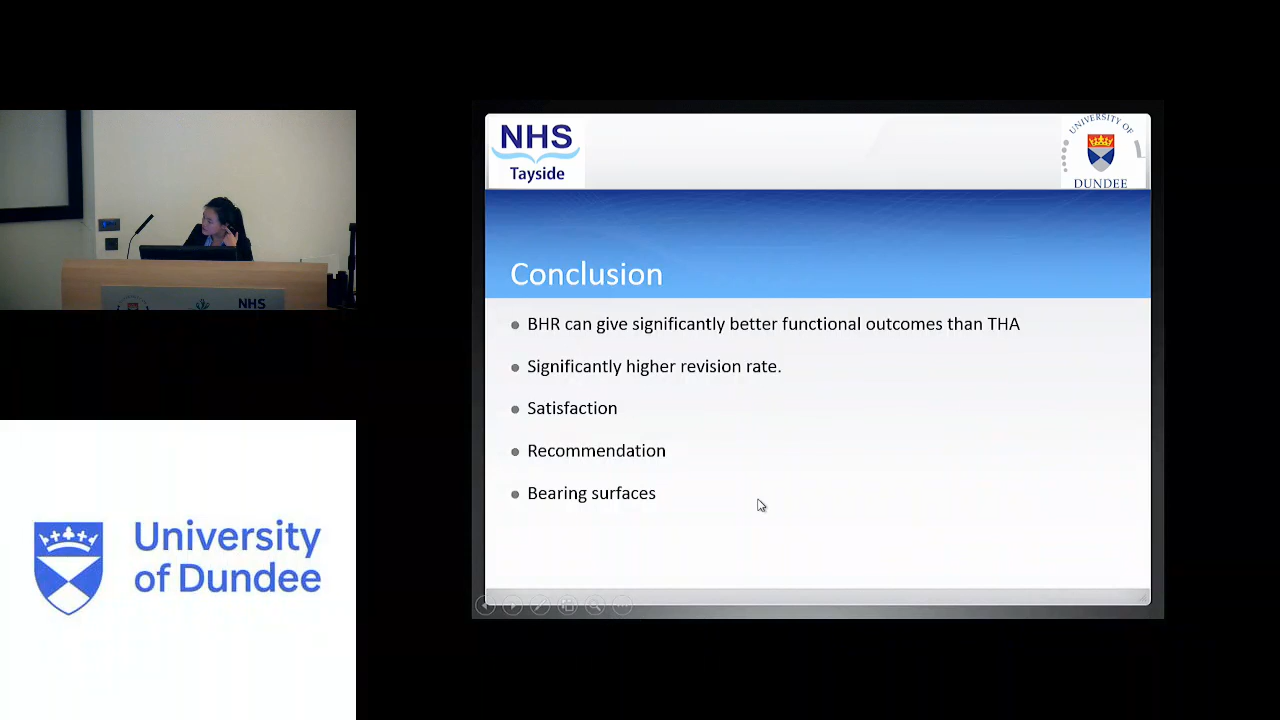 NHS
Tayside
UNIVERSITY OF
DUNDEE
Conclusion
BHR can give significantly better functional outcomes than THA
Significantly higher revision rate.
Satisfaction
Recommendation
Bearing surfaces
NHS
University
of Dundee